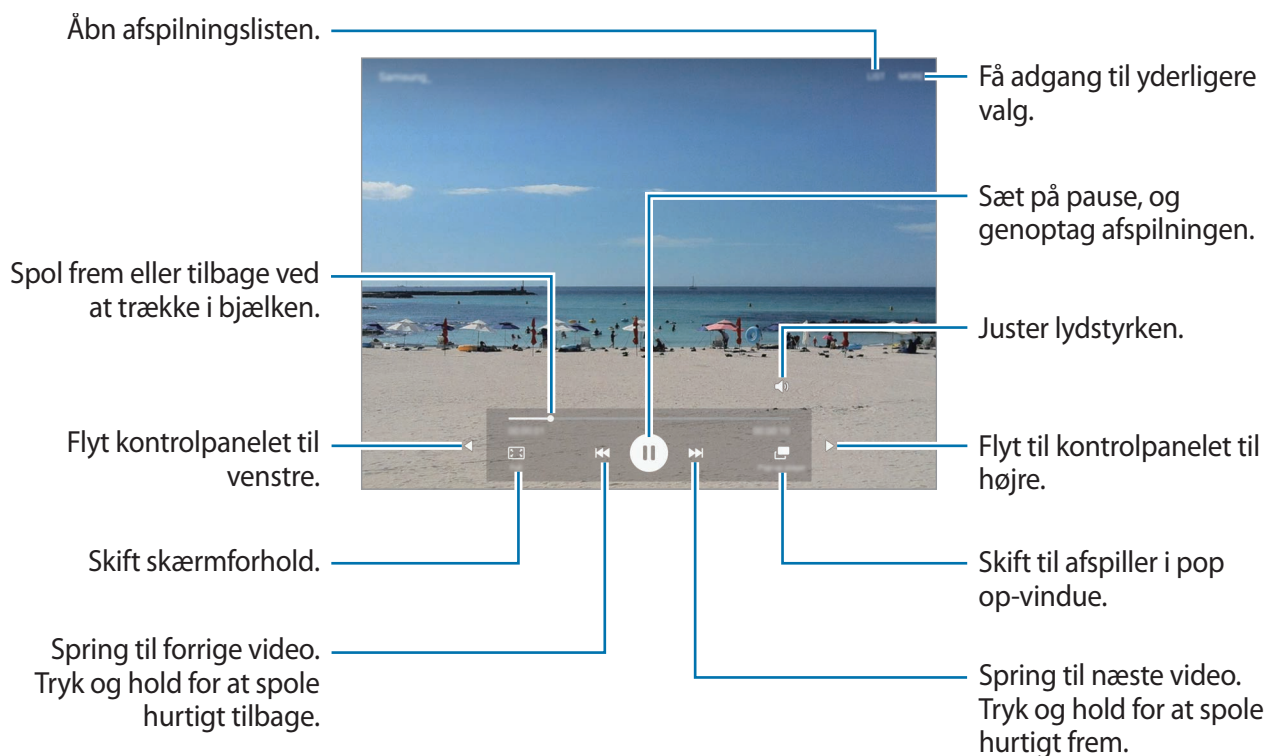 Åbn afspilningslisten.
Samsung_
LIST MORE
Få adgang til yderligere
valg.
Sæt på pause, og
genoptag afspilningen.
Spol frem eller tilbage ved
at trække i bjælken.
Juster lydstyrken.
Flyt kontrolpanelet til
venstre.
Flyt til kontrolpanelet til
højre.
Skift skærmforhold.
Skift til afspiller i pop
op-vindue.
Spring til forrige video.
Tryk og hold for at spole
hurtigt tilbage.
Spring til næste video.
Tryk og hold for at spole
hurtigt frem.